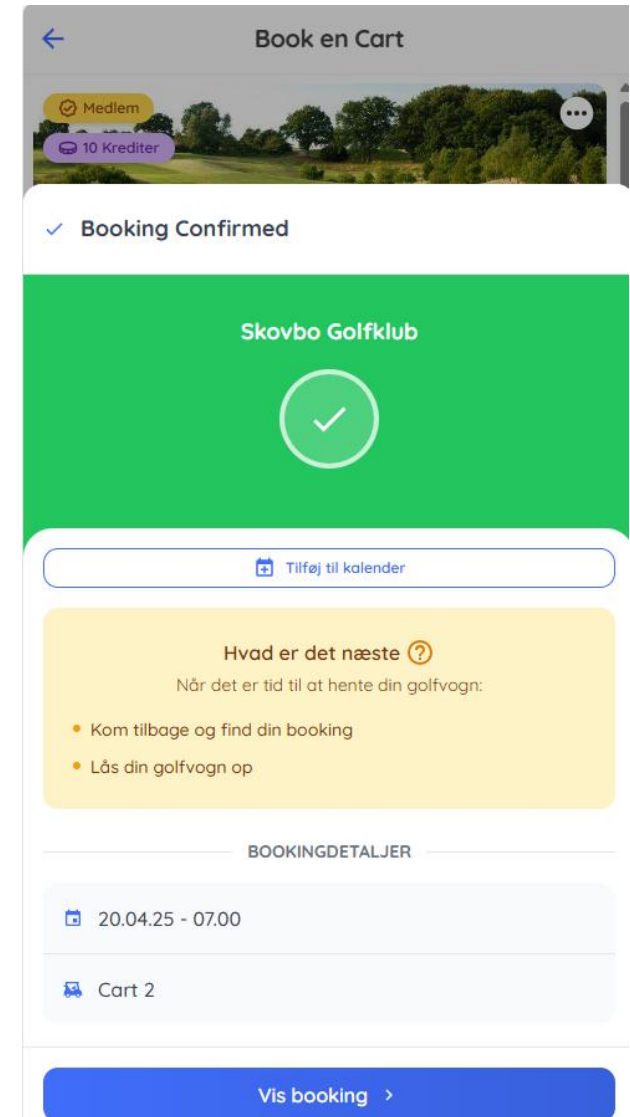 Book en Cart
Medlem
10 Krediter
Booking Confirmed
Skovbo Golfklub
Tilføj til kalender
Hvad er det næste
Når det er tid til at hente din golfvogn:
Kom tilbage og find din booking
Lås din golfvogn op
BOOKINGDETALJER
20.04.25 - 07.00
Cart 2
Vis booking